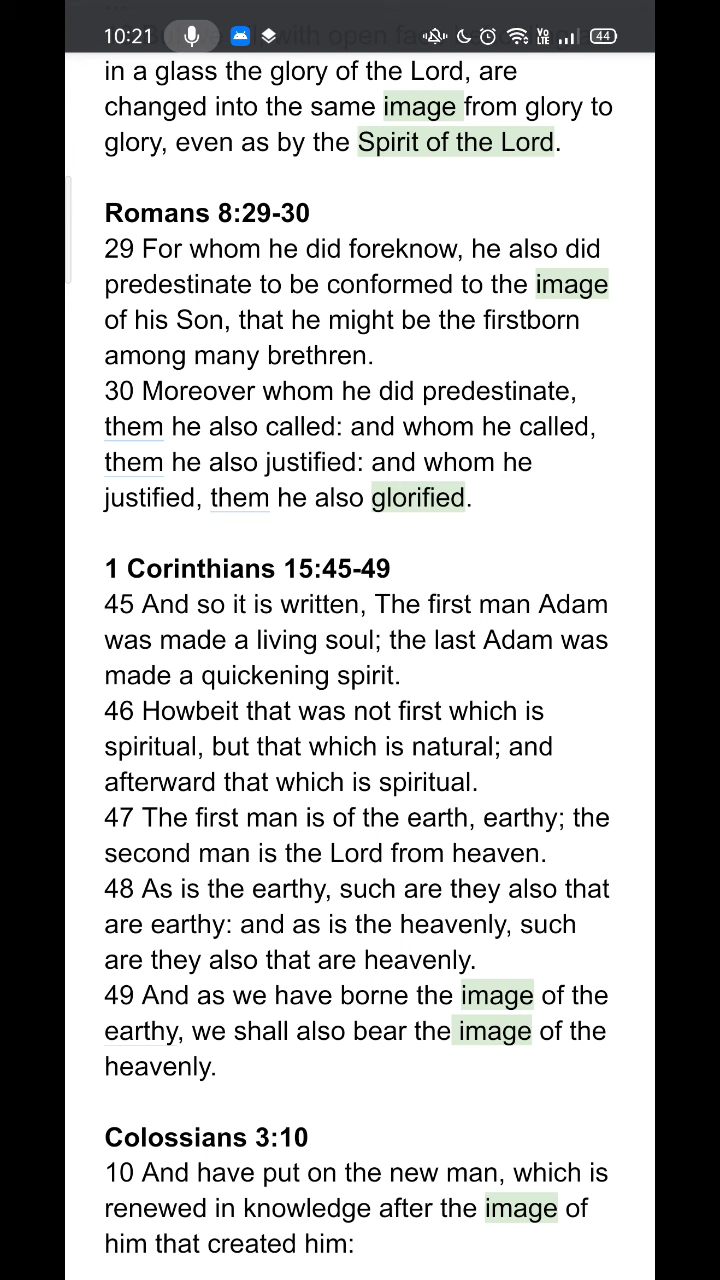 10:21 Vo LTE 44
with open
in a glass the glory of the Lord, are
changed into the same image from glory to
glory, even as by the Spirit of the Lord.
Romans 8:29-30
29 For whom he did foreknow, he also did
predestinate to be conformed to the image
of his Son, that he might be the firstborn
among many brethren.
30 Moreover whom he did predestinate,
them he also called: and whom he called,
them he also justified: and whom he
justified, them he also glorified.
1 Corinthians 15:45-49
45 And so it is written, The first man Adam
was made a living soul; the last Adam was
made a quickening spirit.
46 Howbeit that was not first which is
spiritual, but that which is natural; and
afterward that which is spiritual.
47 The first man is of the earth, earthy; the
second man is the Lord from heaven.
48 As is the earthy, such are they also that
are earthy: and as is the heavenly, such
are they also that are heavenly.
49 And as we have borne the image of the
earthy, we shall also bear the image of the
heavenly.
Colossians 3:10
10 And have put on the new man, which is
renewed in knowledge after the image of
him that created him: